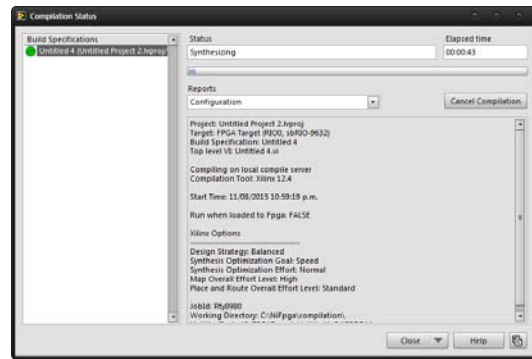 Compilation Status
Build Specifications
Untitled 4 (Untitled Project 2.lvproj/
Status
Elapsed time
Synthesizing
00:00:43
Reports
Configuration
Cancel Compilation
Project: Untitled Project 2.lvproj
Target: FPGA Target (RIO0, sbRIO-9632)
Build Specification: Untitled 4
Top level VI: Untitled 4.vi
Compiling on local compile server
Compilation Tool: Xilinx 12.4
Start Time: 11/08/2015 10:59:19 p.m.
Run when loaded to Fpga: FALSE
Xilinx Options
---------------------------
Design Strategy: Balanced
Synthesis Optimization Goal: Speed
Synthesis Optimization Effort: Normal
Map Overall Effort Level: High
Place and Route Overall Effort Level: Standard
JobId:
Working Directory: C:\NIFPGA\compilation\
Close
Help